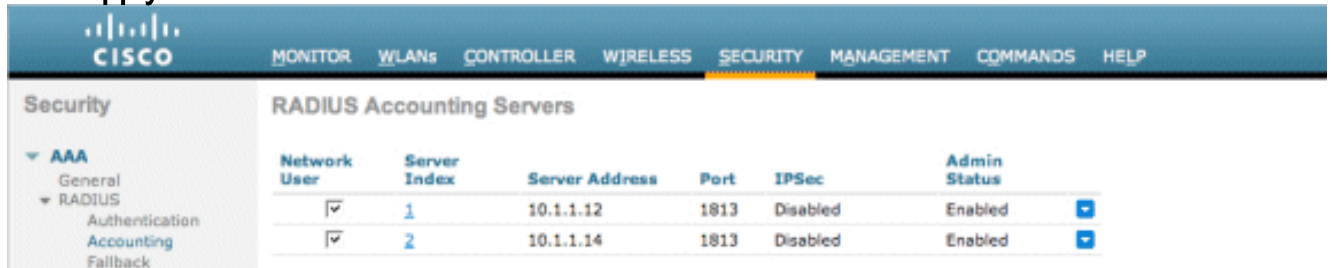 CISCO
MONITOR WLANs CONTROLLER WIRELESS SECURITY MANAGEMENT COMMANDS HELP
Security
AAA
General
RADIUS
Authentication
Accounting
Fallback
RADIUS Accounting Servers
Network User Server Index Server Address Port IPSec Admin Status
1 10.1.1.12 1813 Disabled Enabled
2 10.1.1.14 1813 Disabled Enabled